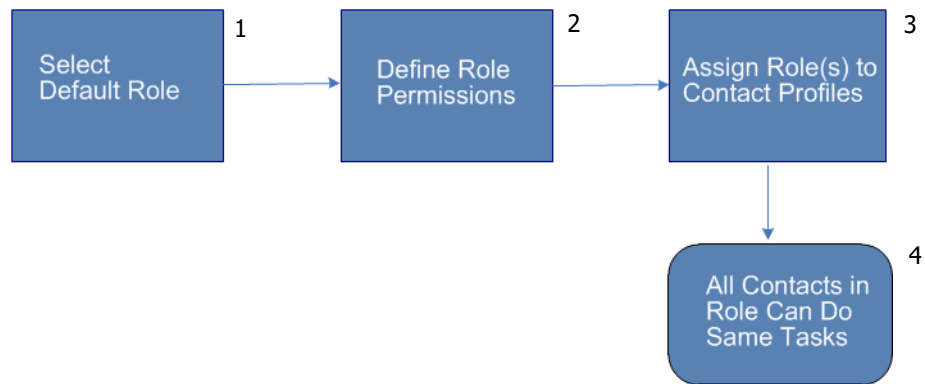 1
Select
Default Role
2
Define Role
Permissions
3
Assign Role(s) to
Contact Profiles
4
All Contacts in
Role Can Do
Same Tasks